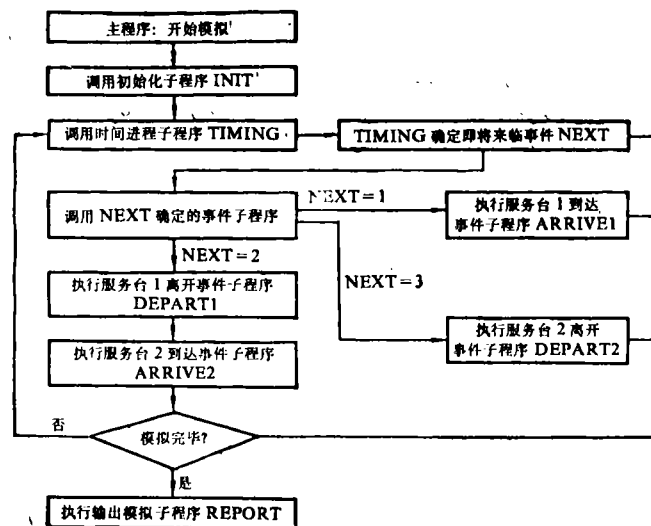 主程序：开始模拟
调用初始化子程序 INIT
调用时间进程子程序 TIMING
TIMING 确定即将来临事件 NEXT
调用 NEXT 确定的事件子程序
NEXT=1
执行服务台 1 到达
事件子程序 ARRIVE1
NEXT=2
NEXT=3
执行服务台 1 离开事件子程序
DEPART1
执行服务台 2 离开
事件子程序 DEPART2
执行服务台 2 到达事件子程序
ARRIVE2
否
模拟完毕?
是
执行输出模拟子程序 REPORT